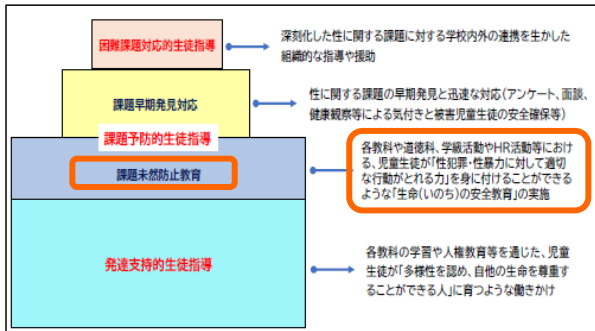 困難課題対応的生徒指導
深刻化した性に関する課題に対する学校内外の連携を生かした
組織的な指導や援助
課題早期発見対応
性に関する課題の早期発見と迅速な対応(アンケート、面談、
健康観察等による気付きと被害児童生徒の安全確保等)
課題予防的生徒指導
課題未然防止教育
各教科や道徳科、学級活動やHR活動等におけ
る、児童生徒が「性犯罪・性暴力に対して適切
な行動がとれる力」を身に付けることができる
ような「生命(いのち)の安全教育」の実施
発達支持的生徒指導
各教科の学習や人権教育等を通じた、児童
生徒が「多様性を認め、自他の生命を尊重す
ることができる人」に育つような働きかけ